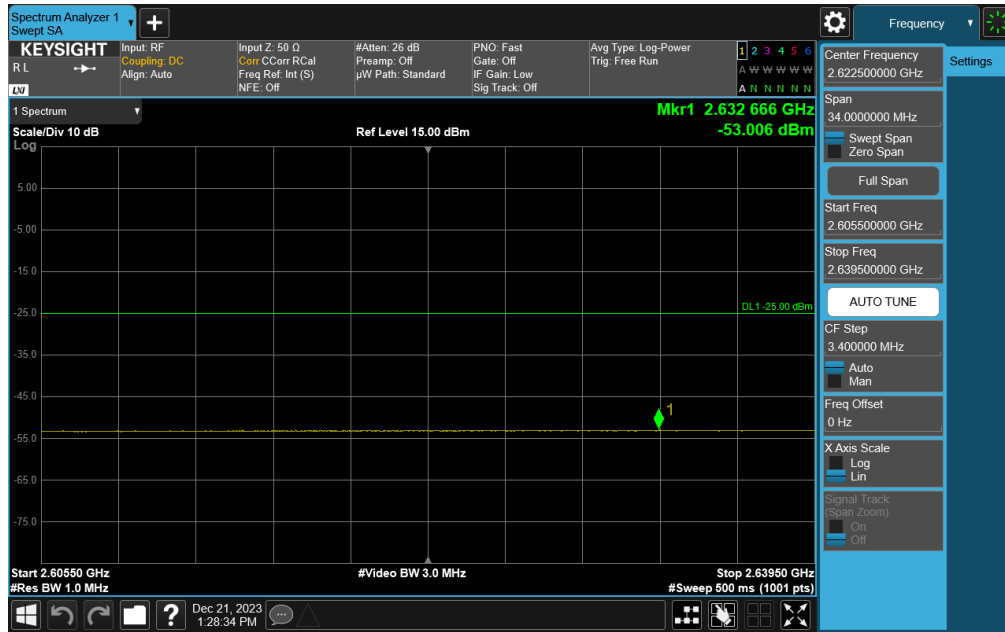 Spectrum Analyzer 1
Swept SA
Frequency
KEYSIGHT
R L
LXI
Input: RF
Coupling: DC
Align: Auto
Input Z: 50 Ω
Corr CCorr RCal
Freq Ref: Int (S)
NFE: Off
#Atten: 26 dB
Preamp: Off
µW Path: Standard
PNO: Fast
Gate: Off
IF Gain: Low
Sig Track: Off
Avg Type: Log-Power
Trig: Free Run
1 2 3 4 5 6
A W W W W W
A N N N N N
Center Frequency
2.622500000 GHz
Settings
1 Spectrum
Mkr1 2.632 666 GHz
-53.006 dBm
Scale/Div 10 dB
Ref Level 15.00 dBm
Log
5.00
-5.00
-15.0
-25.0
-35.0
-45.0
-55.0
-65.0
-75.0
DL1 -25.00 dBm
1
Start 2.60550 GHz
#Res BW 1.0 MHz
#Video BW 3.0 MHz
Stop 2.63950 GHz
#Sweep 500 ms (1001 pts)
Span
34.0000000 MHz
Swept Span
Zero Span
Full Span
Start Freq
2.605500000 GHz
Stop Freq
2.639500000 GHz
AUTO TUNE
CF Step
3.400000 MHz
Auto
Man
Freq Offset
0 Hz
X Axis Scale
Log
Lin
Signal Track
(Span Zoom)
On
Off
?
Dec 21, 2023
1:28:34 PM